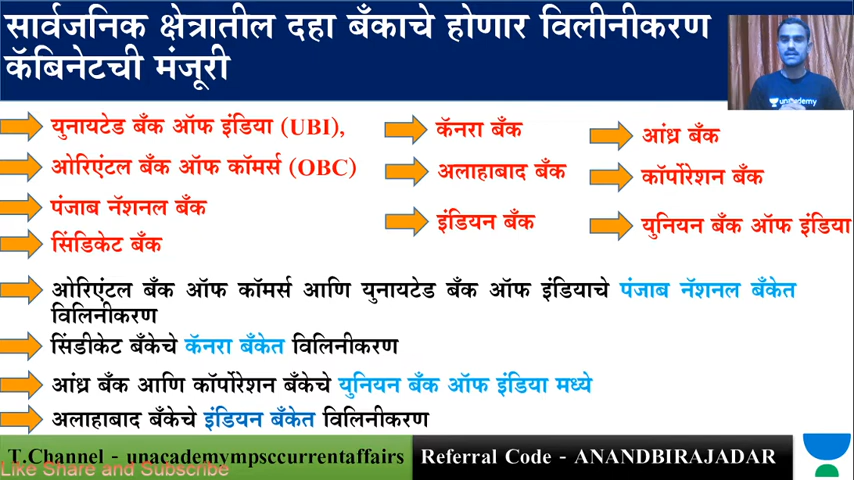 सार्वजनिक क्षेत्रातील दहा बँकाचे होणार विलीनीकरण
कॅबिनेटची मंजूरी
unacademy
युनायटेड बँक ऑफ इंडिया (UBI),
ओरिएंटल बँक ऑफ कॉमर्स (OBC)
पंजाब नॅशनल बँक
सिंडिकेट बँक
कॅनरा बँक
अलाहाबाद बँक
इंडियन बँक
आंध्र बँक
कॉर्पोरेशन बँक
युनियन बँक ऑफ इंडिया
ओरिएंटल बँक ऑफ कॉमर्स आणि युनायटेड बँक ऑफ इंडियाचे पंजाब नॅशनल बँकेत
विलिनीकरण
सिंडीकेट बँकेचे कॅनरा बँकेत विलिनीकरण
आंध्र बँक आणि कॉर्पोरेशन बँकेचे युनियन बँक ऑफ इंडिया मध्ये
अलाहाबाद बँकेचे इंडियन बँकेत विलिनीकरण
T.Channel - unacademympsccurrentaffairs
Referral Code - ANANDBIRAJADAR
Like Share and Subscribe